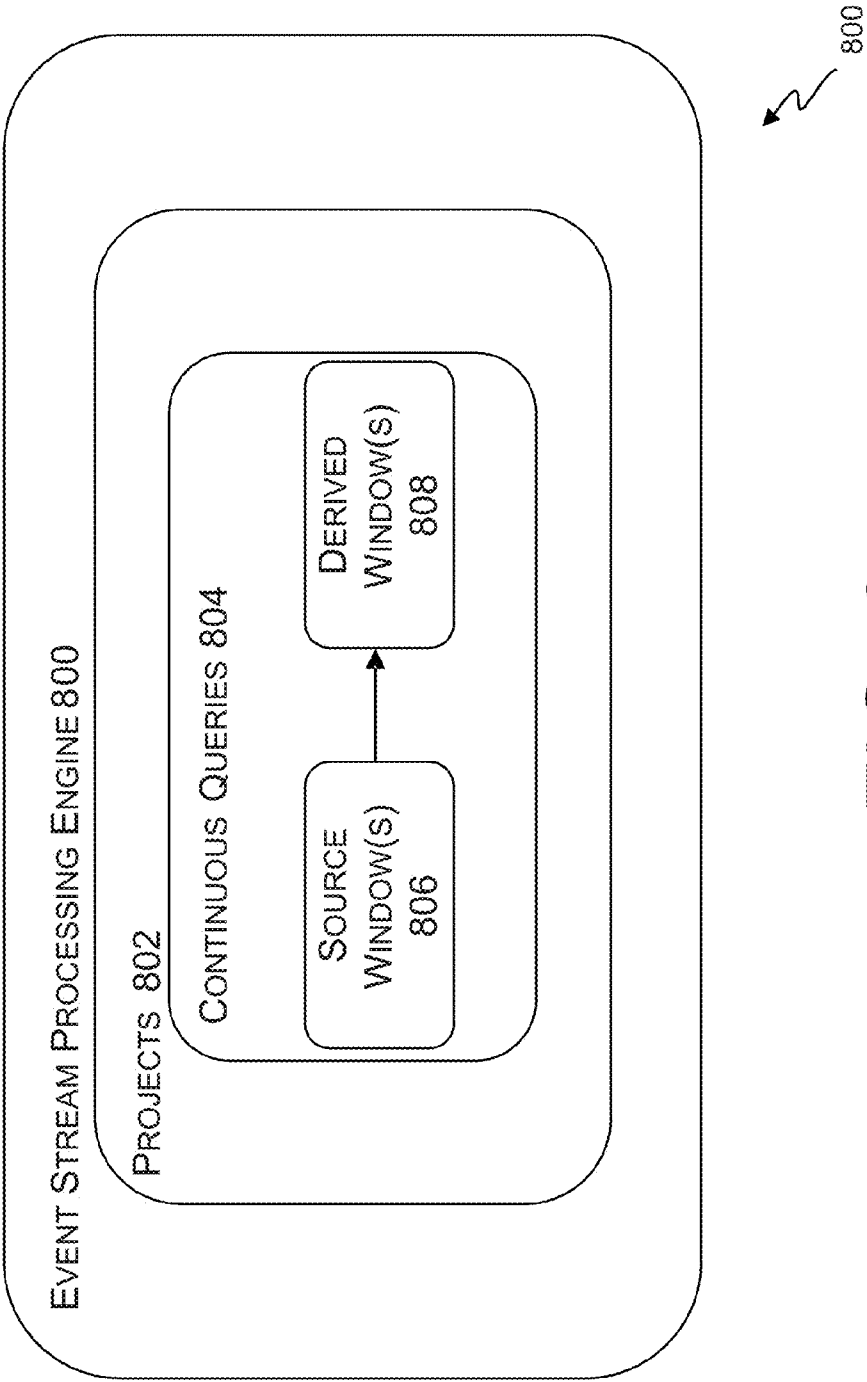 EVENT STREAM PROCESSING ENGINE 800
PROJECTS 802
CONTINUOUS QUERIES 804
SOURCE
WINDOW(S)
806
DERIVED
WINDOW(S)
808
800